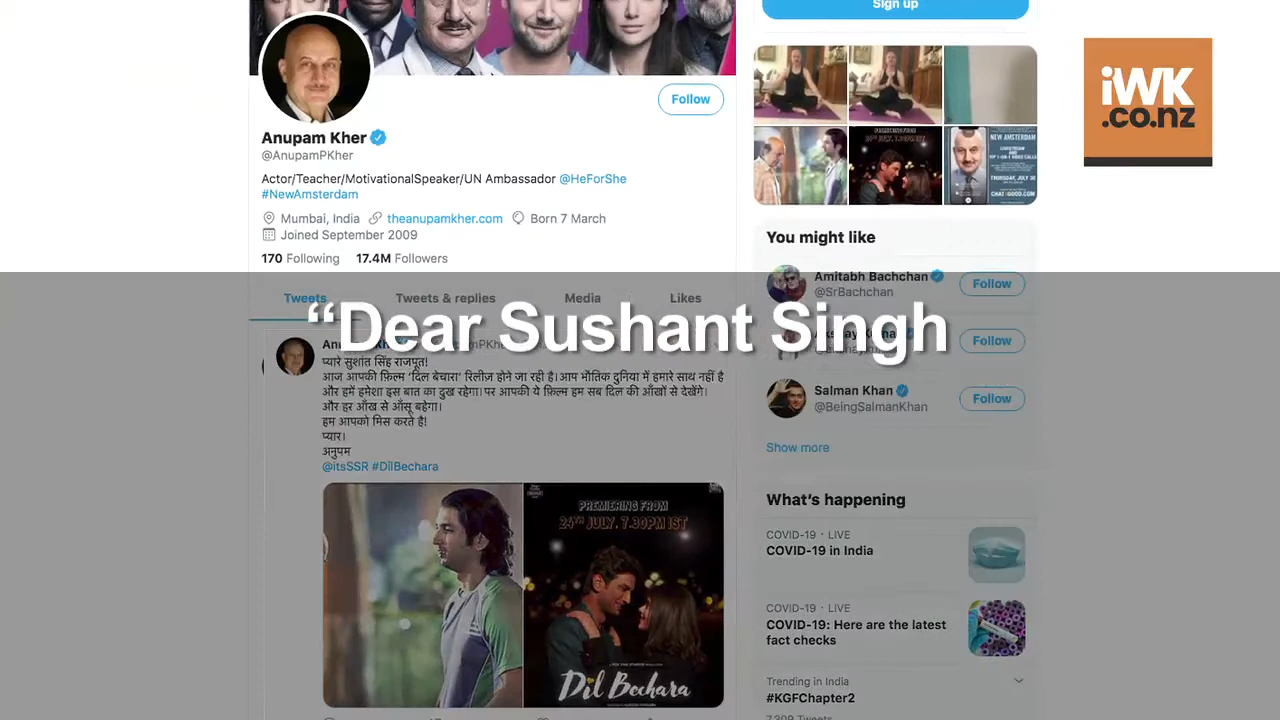 Sign up
iWK
.co.nz
Follow
Anupam Kher
@AnupamPKher
Actor/Teacher/MotivationalSpeaker/UN Ambassador @HeForShe
#NewAmsterdam
Mumbai, India theanupamkher.com Born 7 March
Joined September 2009
170 Following 17.4M Followers
Tweets Tweets & replies Media Likes
“Dear Sushant Singh
प्यारे सुशांत सिंह राजपूत!
आज आपकी फ़िल्म ‘दिल बेचारा’ रिलीज़ होने जा रही है।आप भौतिक दुनिया में हमारे साथ नहीं है
और हमें हमेशा इस बात का दुख रहेगा।पर आपकी ये फ़िल्म हम सब दिल की आँखों से देखेंगे।
और हर आँख से आँसू बहेगा।
हम आपको मिस करते है!
प्यार।
अनुपम
@itsSSR #DilBechara
PREMIERING FROM
24TH JULY, 7.30PM IST
Dil Bechara
NEW AMSTERDAM
THURSDAY, JULY 30
You might like
Amitabh Bachchan
@SrBachchan
Follow
Follow
Salman Khan
@BeingSalmanKhan
Follow
Show more
What's happening
COVID-19 · LIVE
COVID-19 in India
COVID-19 · LIVE
COVID-19: Here are the latest
fact checks
Trending in India
#KGFChapter2